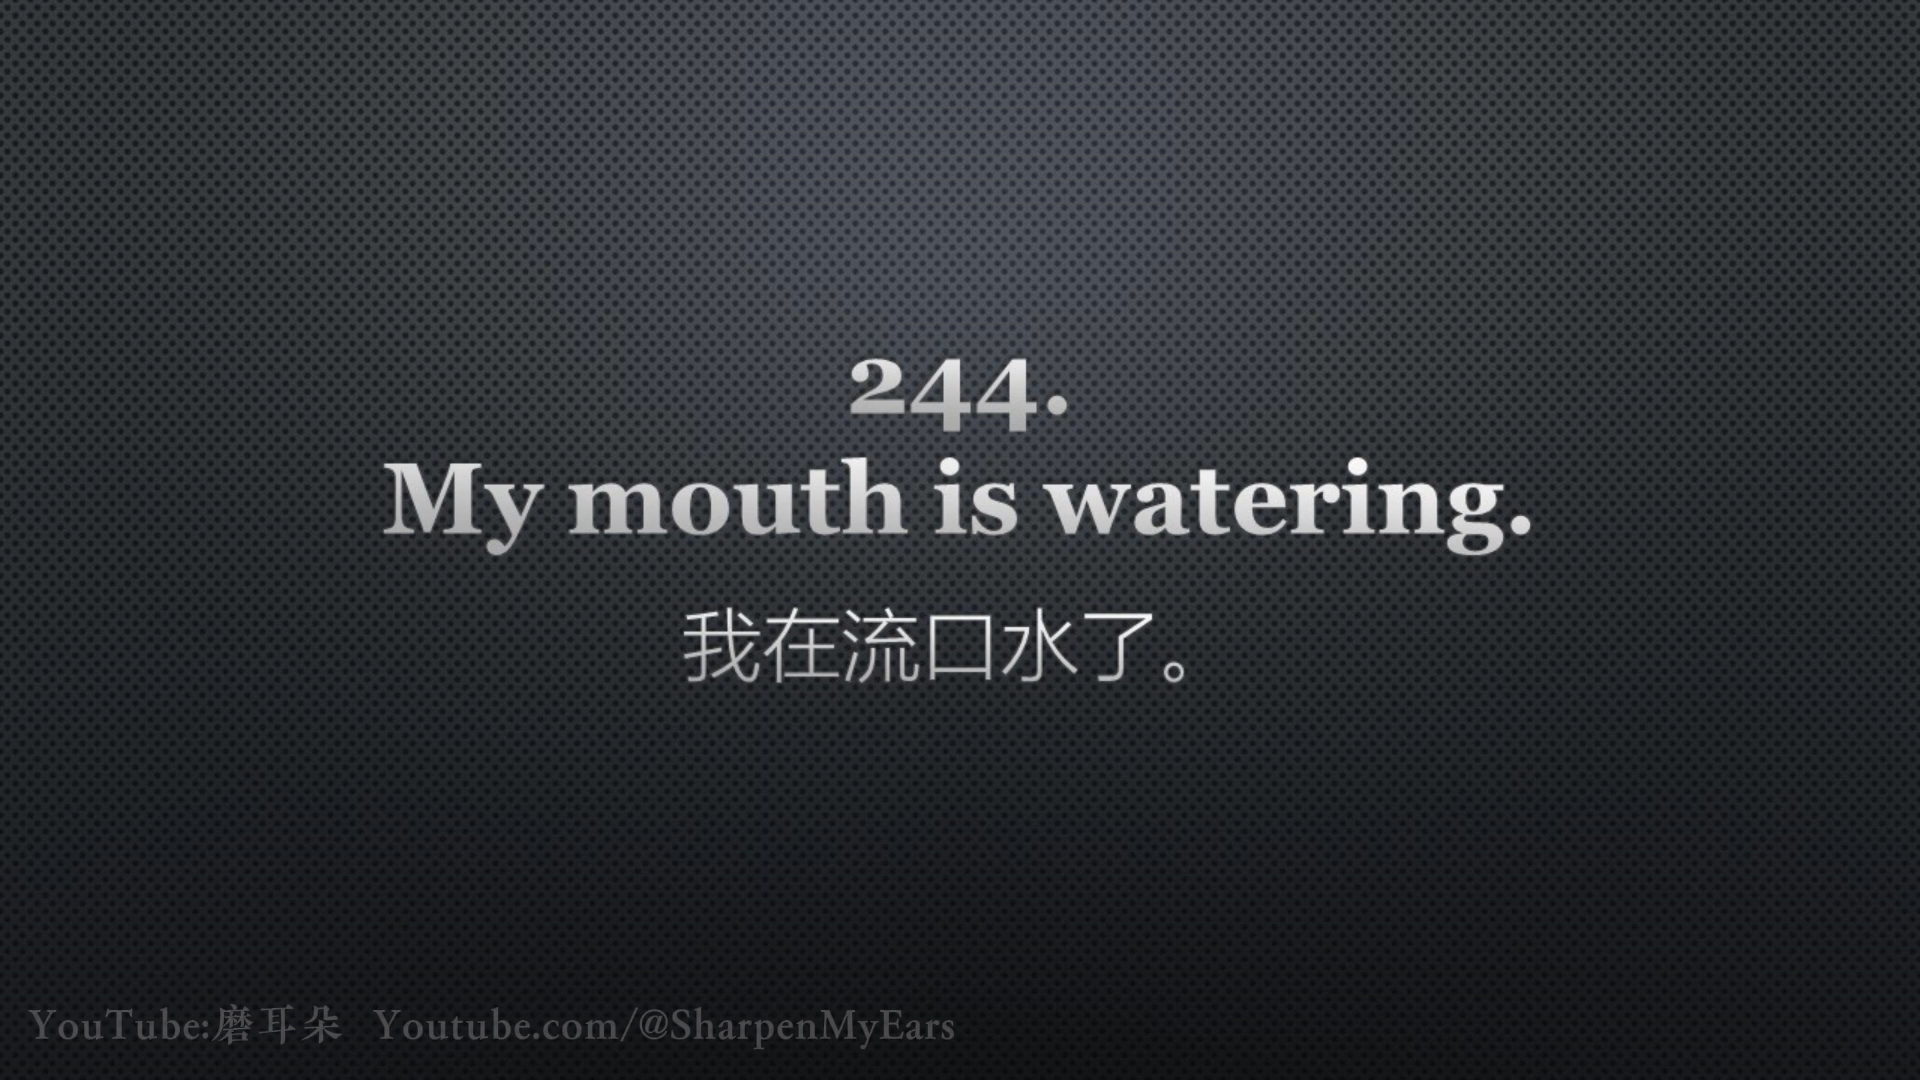 244.
My mouth is watering.
我在流口水了。
YouTube:磨耳朵 Youtube.com/@SharpenMyEars